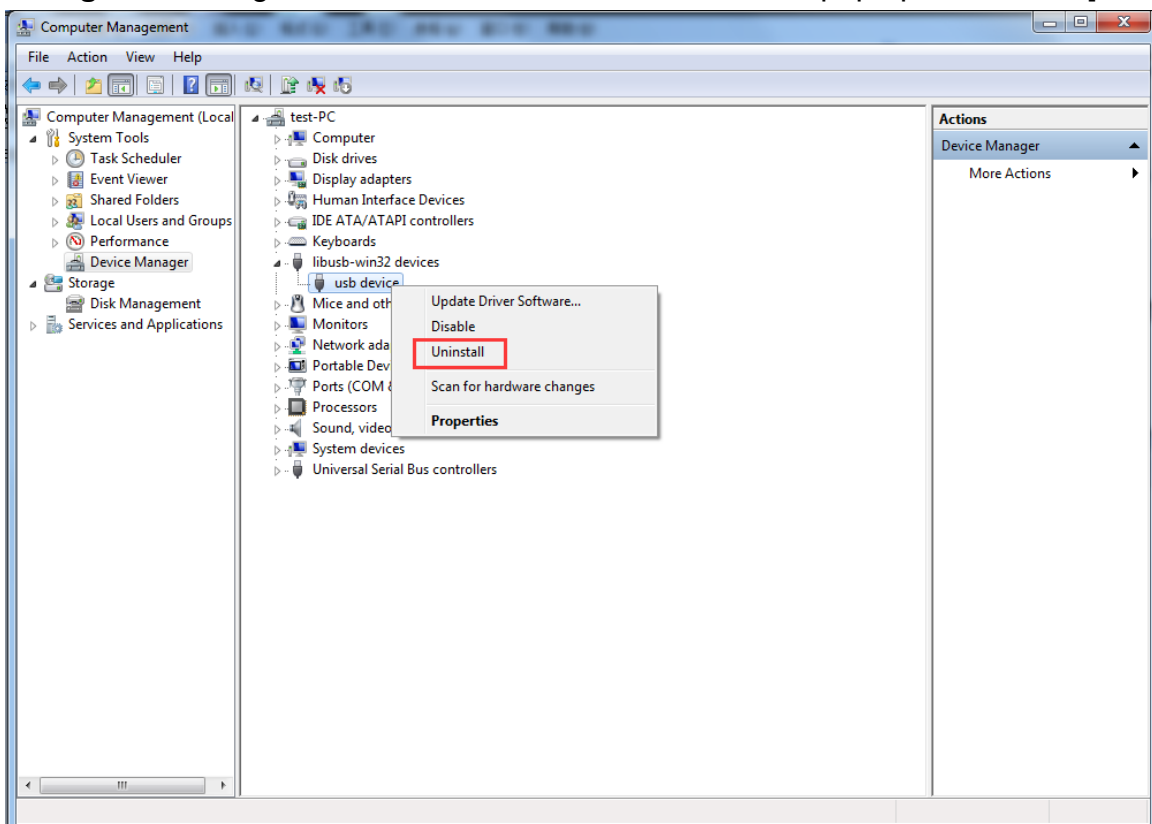 Computer Management
File Action View Help
Computer Management (Local
System Tools
Task Scheduler
Event Viewer
Shared Folders
Local Users and Groups
Performance
Device Manager
Storage
Disk Management
Services and Applications
test-PC
Computer
Disk drives
Display adapters
Human Interface Devices
IDE ATA/ATAPI controllers
Keyboards
libusb-win32 devices
usb device
Mice and oth
Monitors
Network ada
Portable Dev
Ports (COM &
Processors
Sound, video
System devices
Universal Serial Bus controllers
Update Driver Software...
Disable
Uninstall
Scan for hardware changes
Properties
Actions
Device Manager
More Actions